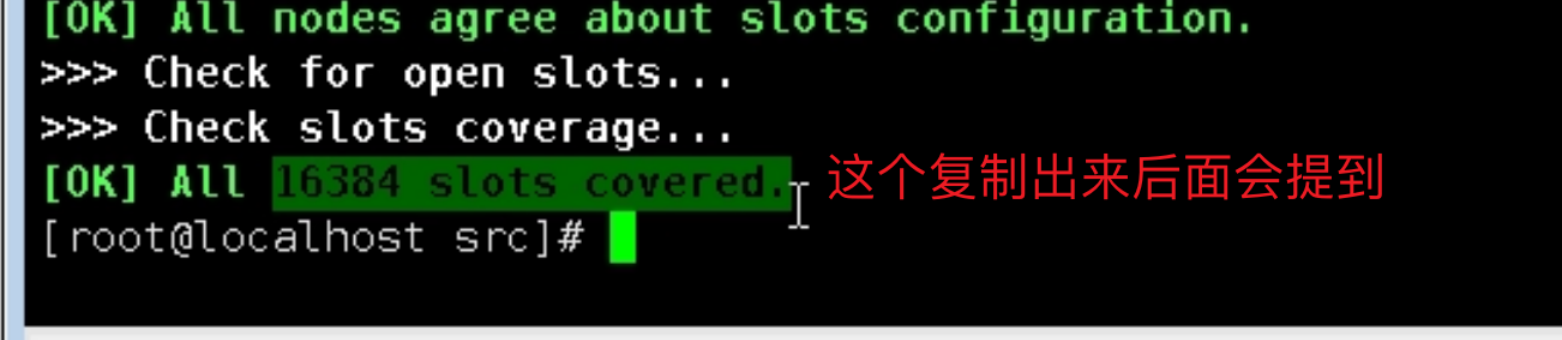 [OK] All nodes agree about slots configuration.
>>> Check for open slots...
>>> Check slots coverage...
[OK] All 16384 slots covered. 这个复制出来后面会提到
[root@localhost src]#